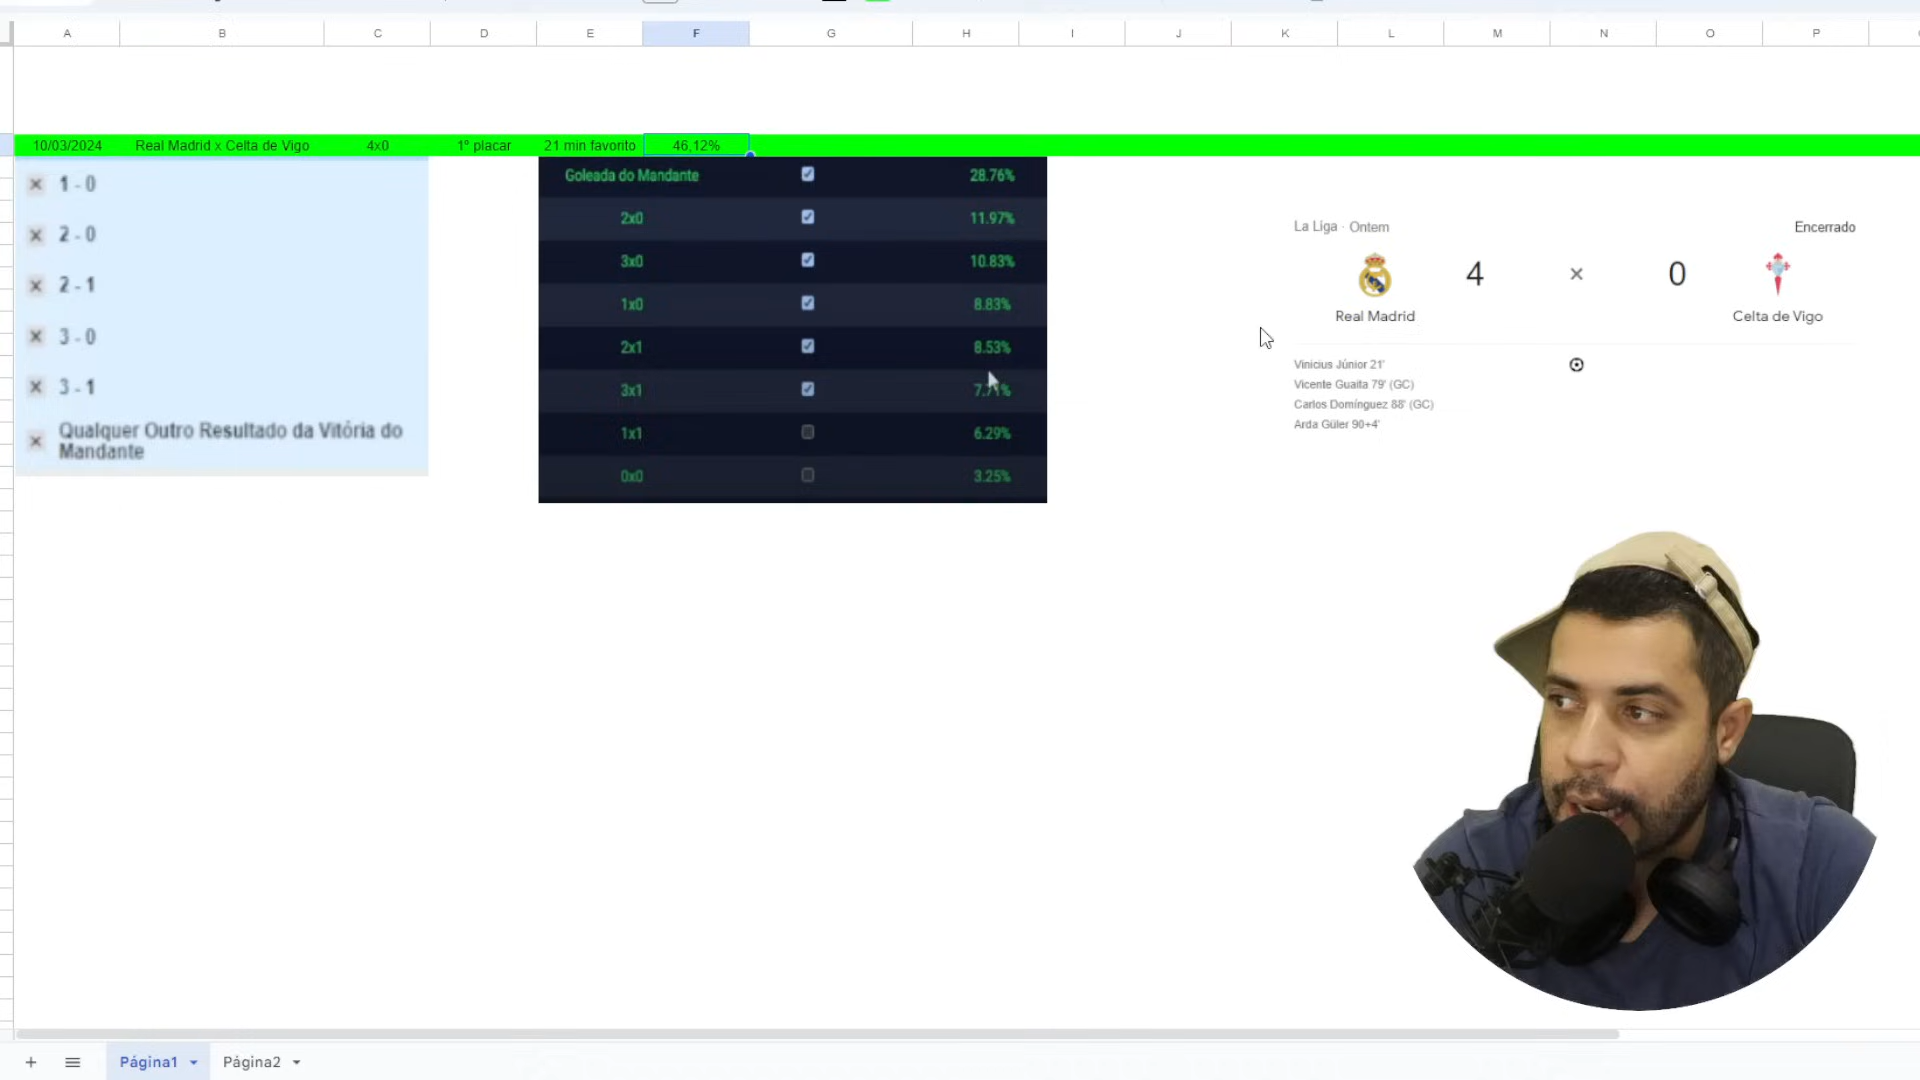 A B C D E F G H I J K L M N O P
10/03/2024 Real Madrid x Celta de Vigo 4x0 1º placar 21 min favorito 46,12%
1 - 0
2 - 0
2 - 1
3 - 0
3 - 1
Qualquer Outro Resultado da Vitória do
Mandante
Goleada do Mandante 28.76%
2x0 11.97%
3x0 10.83%
1x0 8.83%
2x1 8.53%
3x1 7.71%
1x1 6.29%
0x0 3.25%
La Liga · Ontem Encerrado
4 × 0
Real Madrid Celta de Vigo
Vinicius Júnior 21'
Vicente Guaita 79' (GC)
Carlos Domínguez 88' (GC)
Arda Güler 90+4'
Página1 Página2